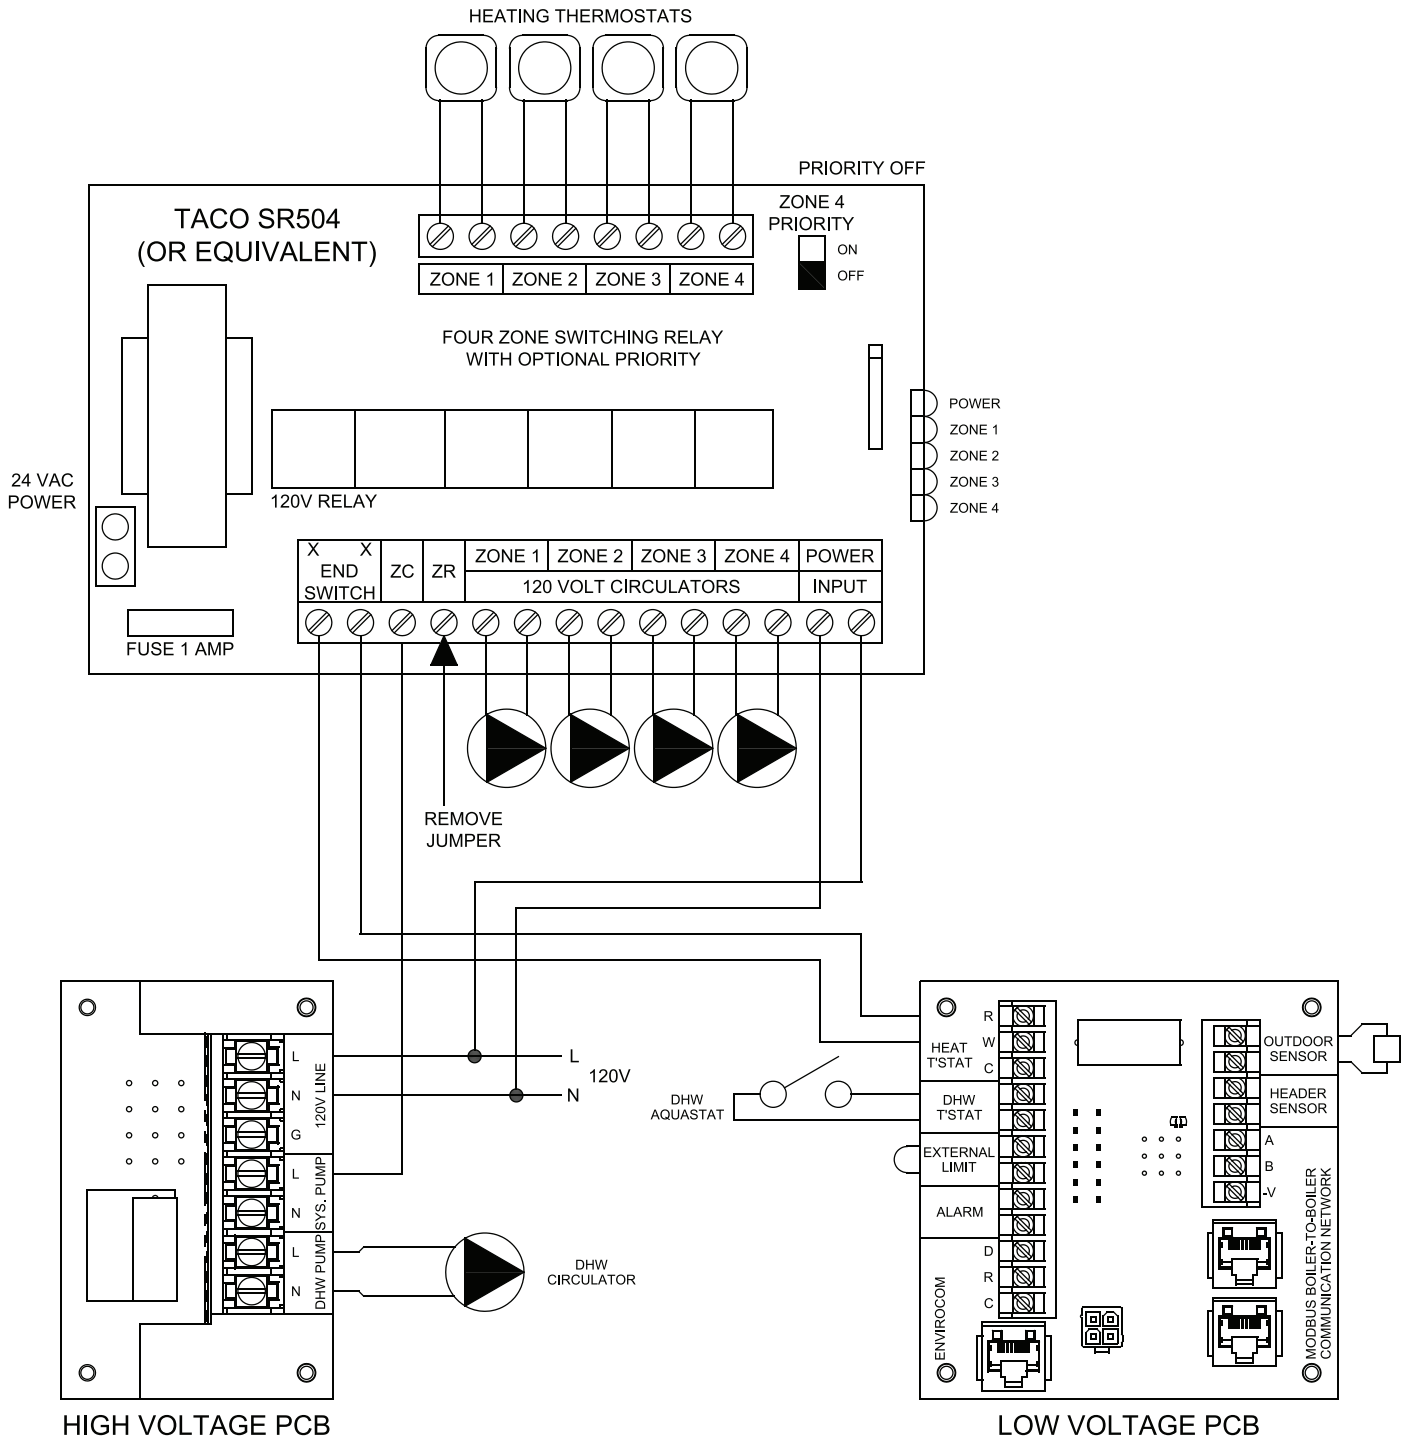 HEATING THERMOSTATS
PRIORITY OFF
TACO SR504
(OR EQUIVALENT)
ZONE 4
PRIORITY
ON
OFF
ZONE 1 ZONE 2 ZONE 3 ZONE 4
FOUR ZONE SWITCHING RELAY
WITH OPTIONAL PRIORITY
POWER
ZONE 1
ZONE 2
ZONE 3
ZONE 4
24 VAC
POWER
120V RELAY
X X
END
SWITCH
ZC
ZR
ZONE 1 ZONE 2 ZONE 3 ZONE 4 POWER
120 VOLT CIRCULATORS INPUT
FUSE 1 AMP
REMOVE
JUMPER
L
N
G
L
N
L
N
120V LINE
SYS. PUMP
DHW PUMP
L
120V
N
DHW
CIRCULATOR
HIGH VOLTAGE PCB
DHW
AQUASTAT
R
W
C
HEAT
T'STAT
DHW
T'STAT
EXTERNAL
LIMIT
ALARM
D
R
C
ENVIROCOM
OUTDOOR
SENSOR
HEADER
SENSOR
A
B
-V
MODBUS BOILER-TO-BOILER
COMMUNICATION NETWORK
LOW VOLTAGE PCB